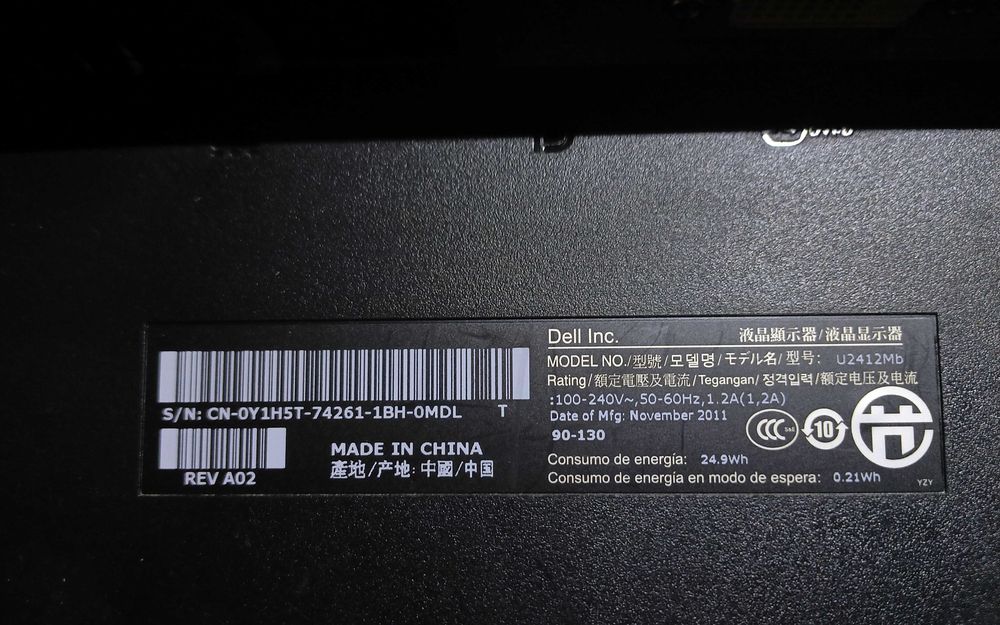 S/N: CN-0Y1H5T-74261-1BH-0MDL T
REV A02
MADE IN CHINA
產地/产地: 中國/中国
Dell Inc. 液晶顯示器/液晶显示器
MODEL NO./型號/모델명/モデル名/型号: U2412Mb
Rating/額定電壓及電流/Tegangan/정격입력/额定电压及电流
:100-240V~,50-60Hz,1.2A(1,2A)
Date of Mfg: November 2011
90-130
Consumo de energía: 24.9Wh
Consumo de energía en modo de espera: 0.21Wh
CCC S&E
10
YZY